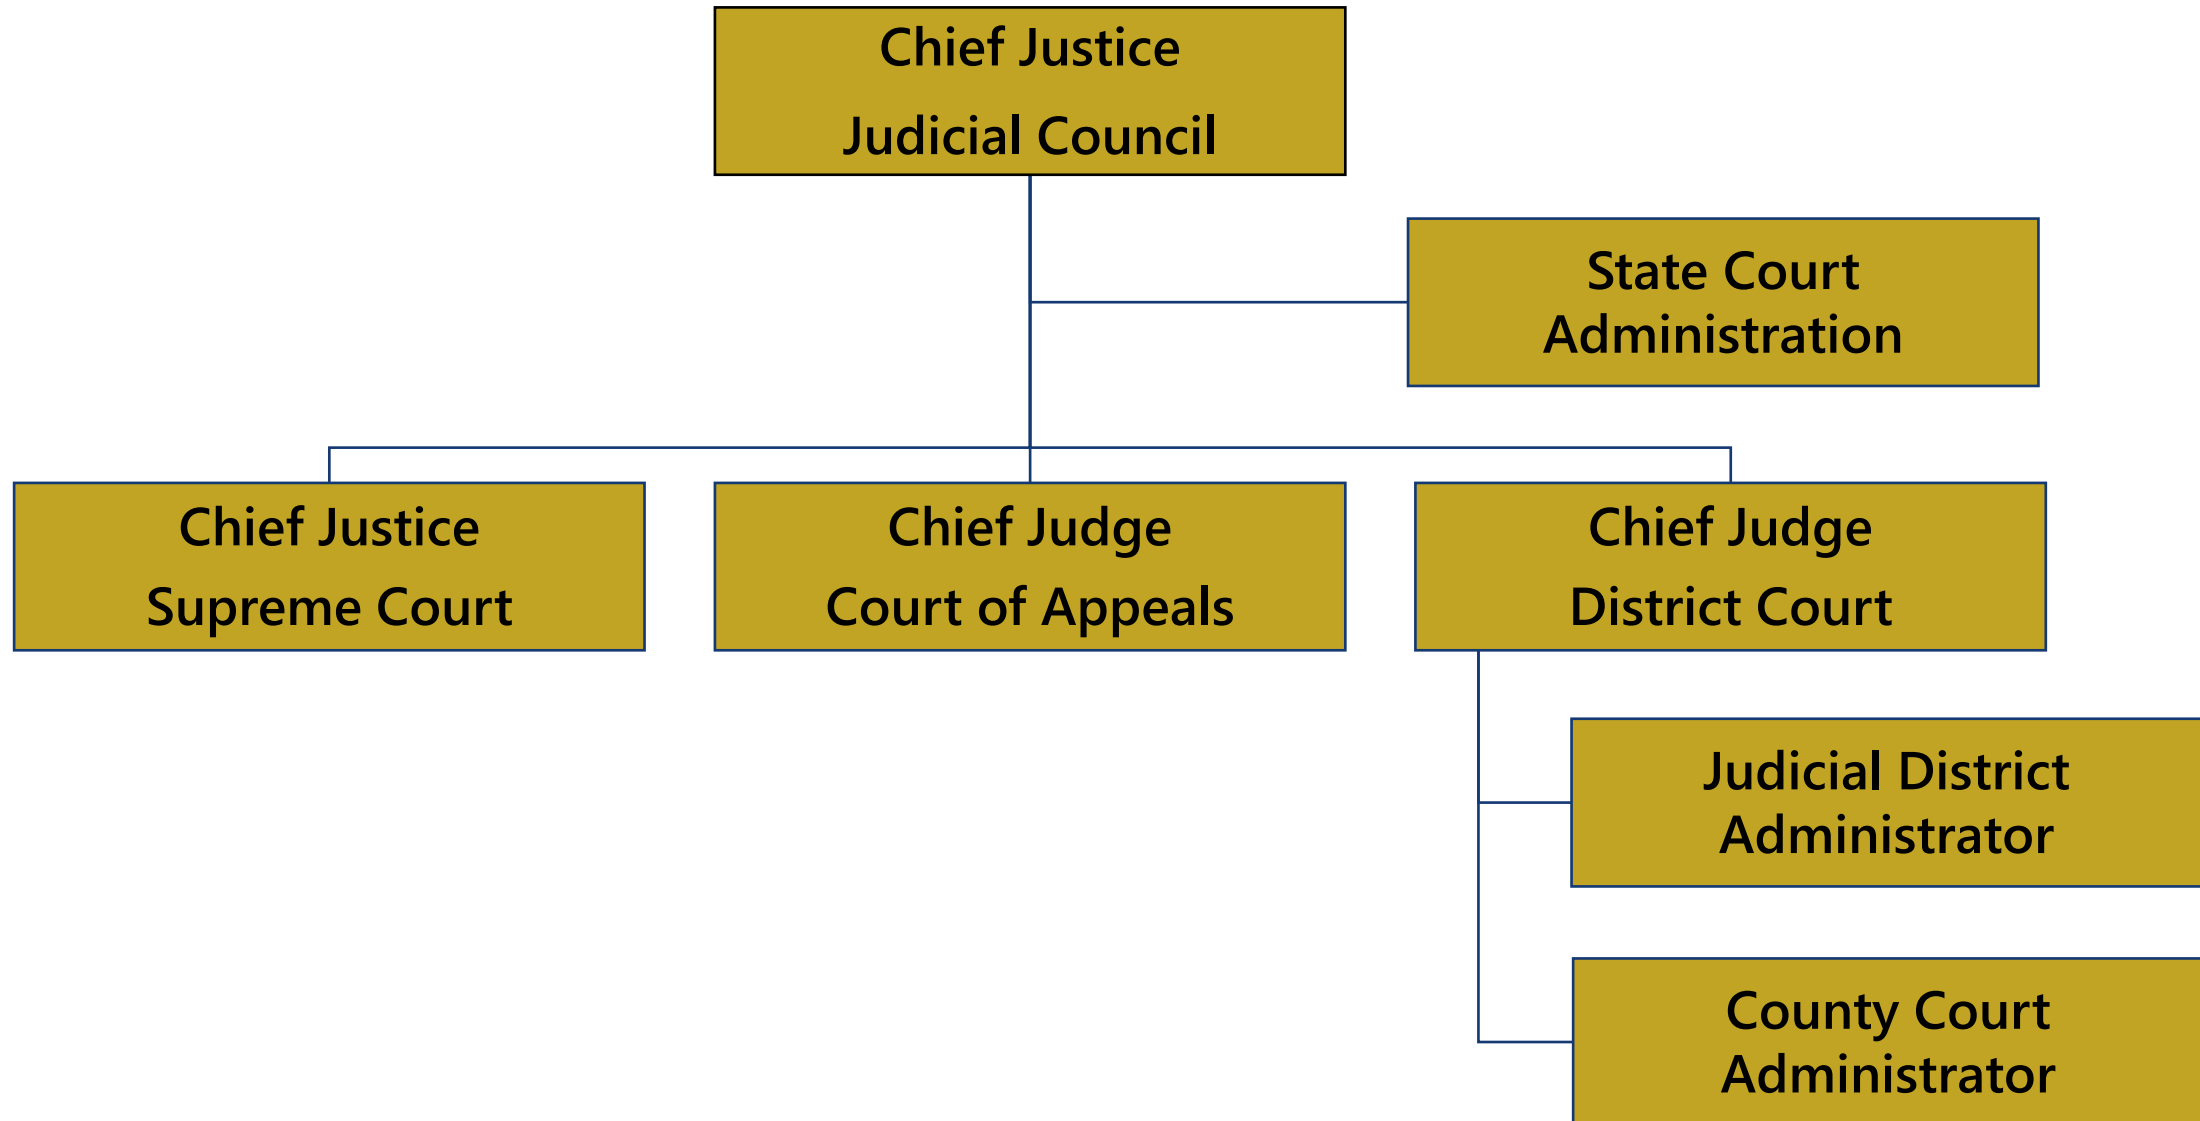 Chief Justice
Judicial Council
State Court
Administration
Chief Justice
Supreme Court
Chief Judge
Court of Appeals
Chief Judge
District Court
Judicial District
Administrator
County Court
Administrator